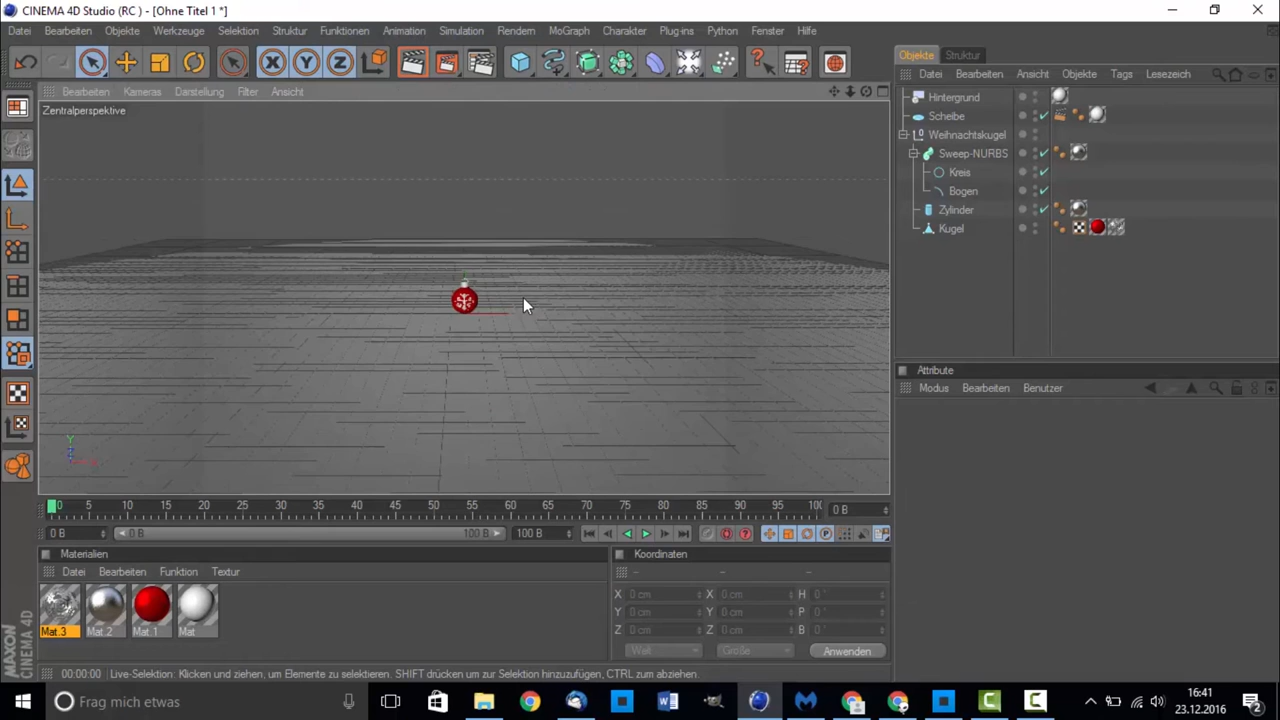 CINEMA 4D Studio (RC ) - [Ohne Titel 1 *]
Datei Bearbeiten Objekte Werkzeuge Selektion Struktur Funktionen Animation Simulation Rendern MoGraph Charakter Plug-ins Python Fenster Hilfe
X Y Z
Objekte Struktur
Datei Bearbeiten Ansicht Objekte Tags Lesezeich
Bearbeiten Kameras Darstellung Filter Ansicht
Zentralperspektive
Hintergrund
Scheibe
Weihnachtskugel
Sweep-NURBS
Kreis
Bogen
Zylinder
Kugel
Attribute
Modus Bearbeiten Benutzer
Y
Z
0 5 10 15 20 25 30 35 40 45 50 55 60 65 70 75 80 85 90 95 100 0 B
0 B 0 B 100 B 100 B
Materialien
Datei Bearbeiten Funktion Textur
Mat.3 Mat.2 Mat.1 Mat
Koordinaten
X 0 cm X 0 cm H 0 °
Y 0 cm Y 0 cm P 0 °
Z 0 cm Z 0 cm B 0 °
Welt Größe Anwenden
MAXON
CINEMA 4D
00:00:00 Live-Selektion: Klicken und ziehen, um Elemente zu selektieren. SHIFT drücken zur Selektion hinzuzufügen, CTRL zum abziehen.
Frag mich etwas
16:41
23.12.2016
2